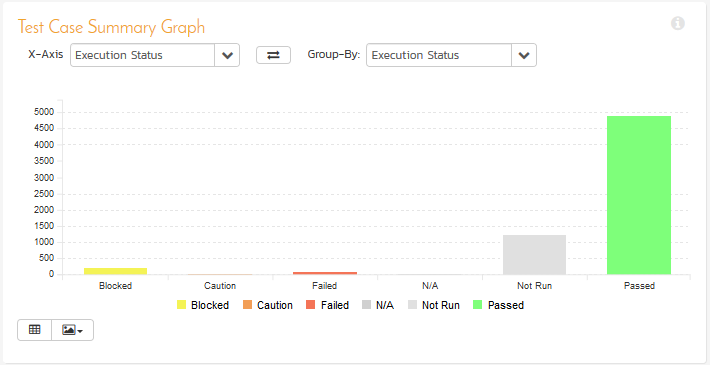 Test Case Summary Graph
X-Axis Execution Status Group-By: Execution Status
5000
4500
4000
3500
3000
2500
2000
1500
1000
500
0
Blocked Caution Failed N/A Not Run Passed
Blocked Caution Failed N/A Not Run Passed